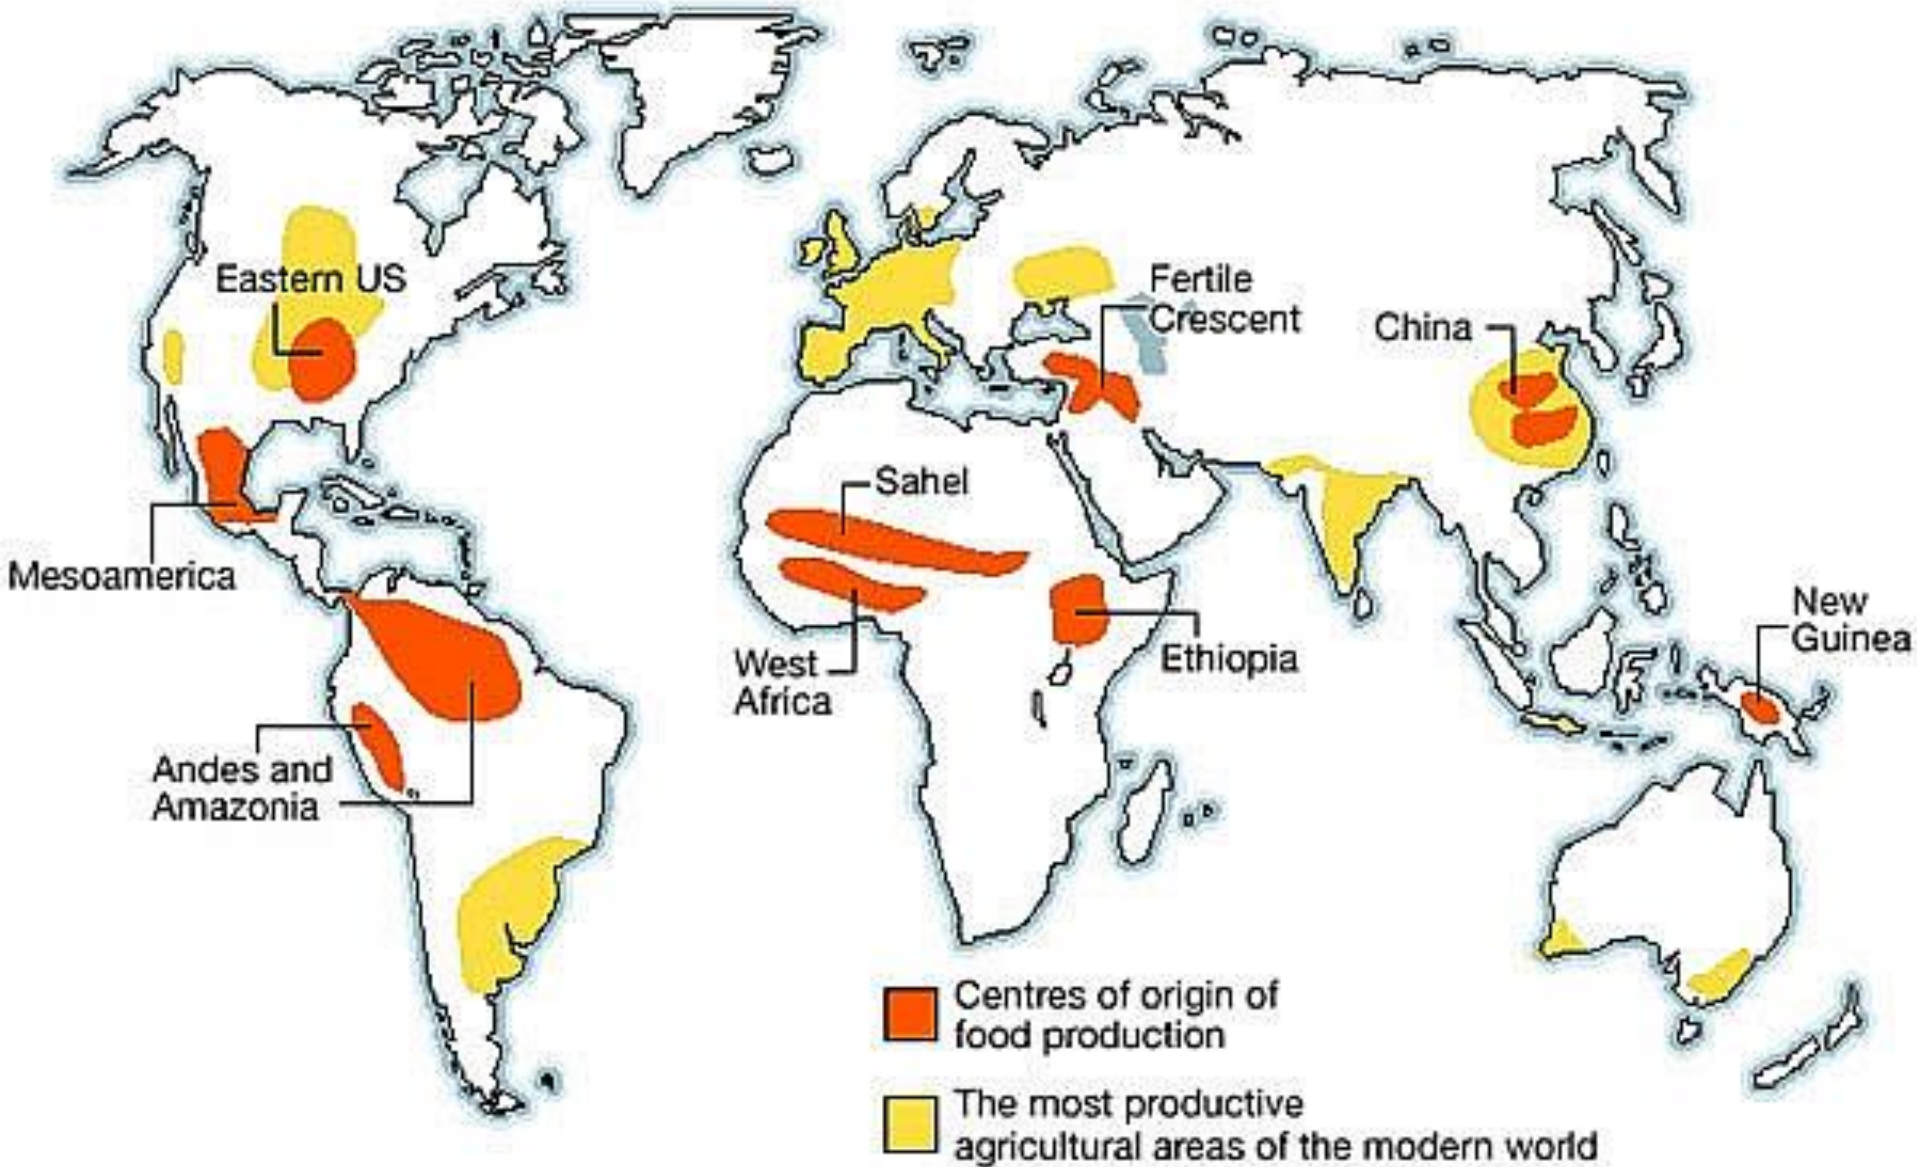 Eastern US
Fertile
Crescent
China
Sahel
Mesoamerica
New
Guinea
West
Africa
Ethiopia
Andes and
Amazonia
Centres of origin of
food production
The most productive
agricultural areas of the modern world